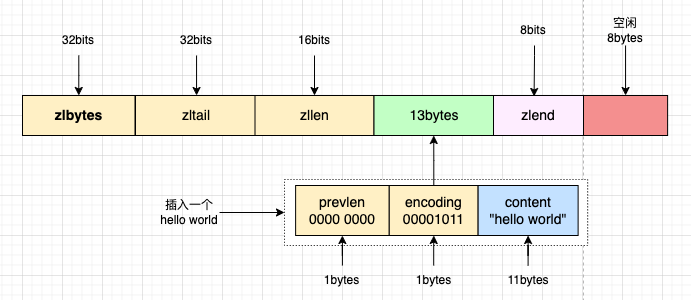 32bits
32bits
16bits
8bits
空闲
8bytes
zlbytes
zltail
zllen
13bytes
zlend
插入一个
hello world
prevlen
0000 0000
encoding
00001011
content
"hello world"
1bytes
1bytes
11bytes